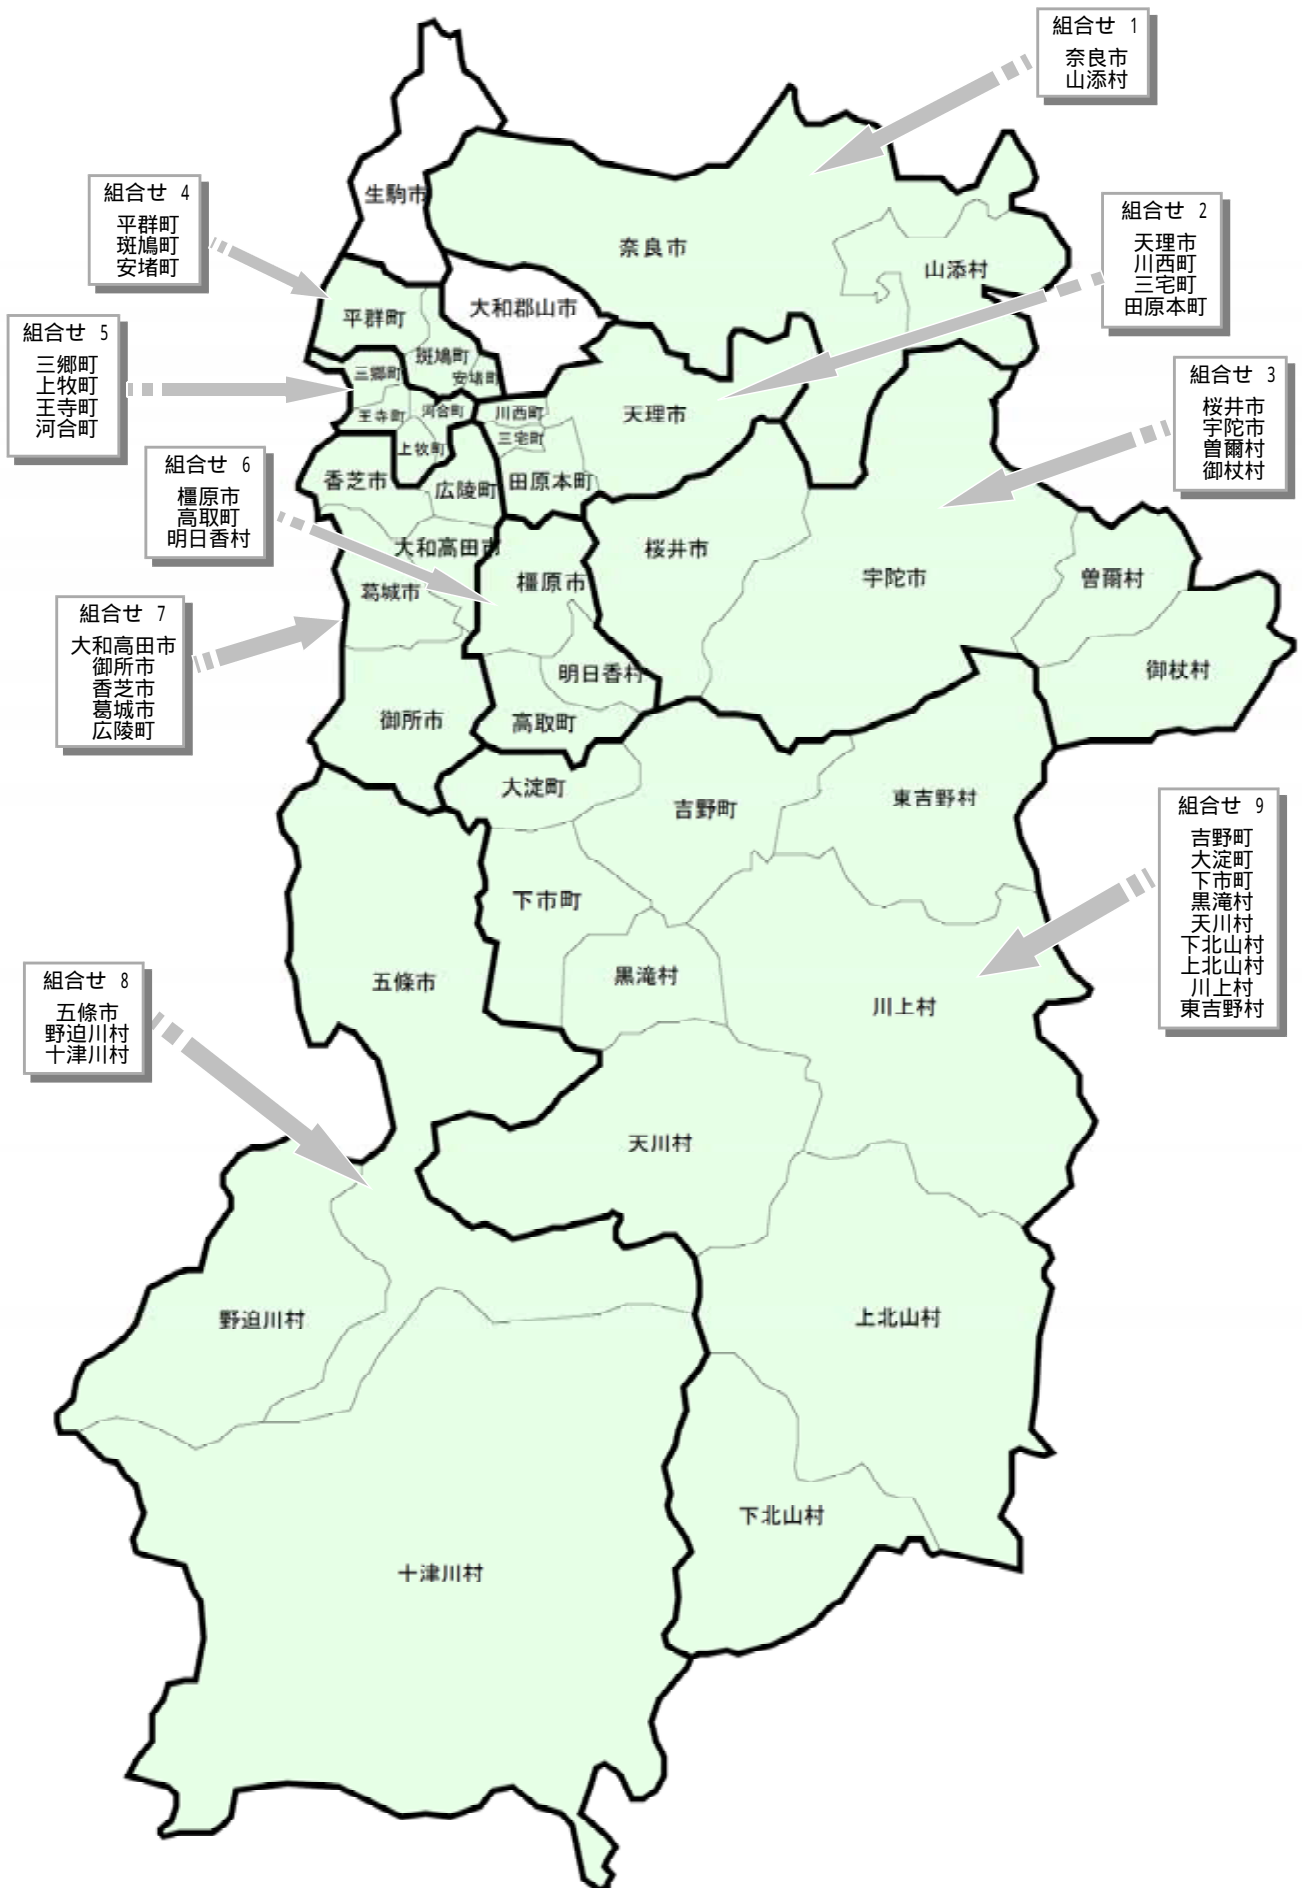 組合せ 1
奈良市
山添村
組合せ 2
天理市
川西町
三宅町
田原本町
組合せ 3
桜井市
宇陀市
曽爾村
御杖村
組合せ 4
平群町
斑鳩町
安堵町
組合せ 5
三郷町
上牧町
王寺町
河合町
組合せ 6
橿原市
高取町
明日香村
組合せ 7
大和高田市
御所市
香芝市
葛城市
広陵町
組合せ 8
五條市
野迫川村
十津川村
組合せ 9
吉野町
大淀町
下市町
黒滝村
天川村
下北山村
上北山村
川上村
東吉野村
生駒市
奈良市
山添村
大和郡山市
平群町
斑鳩町
安堵町
三郷町
王寺町
河合町
上牧町
川西町
三宅町
天理市
田原本町
香芝市
広陵町
大和高田市
葛城市
橿原市
桜井市
宇陀市
曽爾村
御杖村
明日香村
高取町
御所市
大淀町
吉野町
東吉野村
下市町
黒滝村
五條市
川上村
天川村
野迫川村
上北山村
下北山村
十津川村